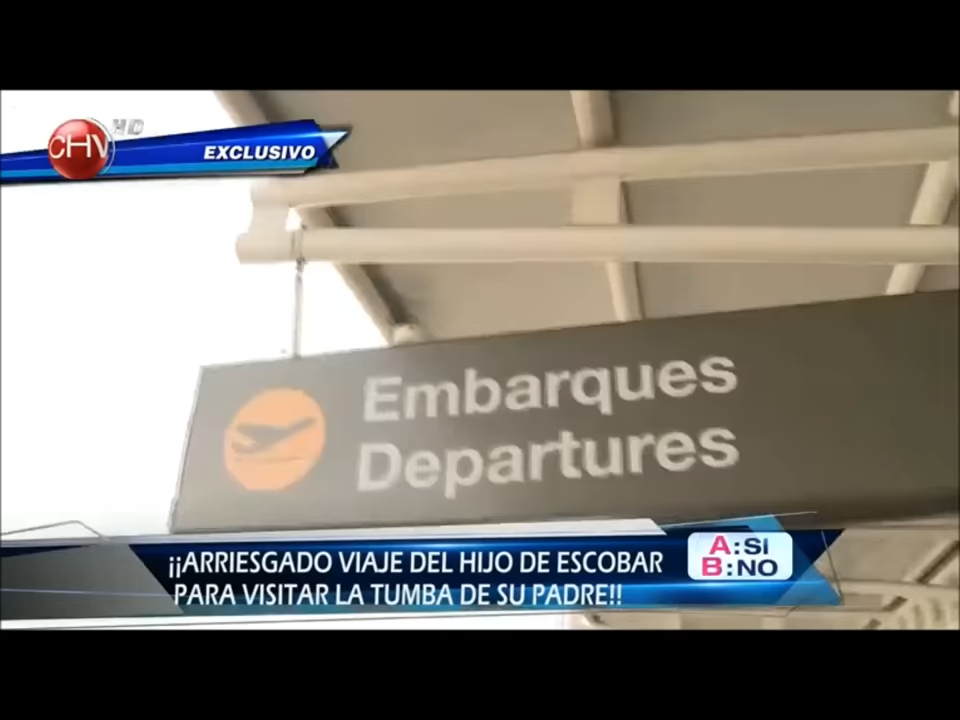 CHV HD
EXCLUSIVO
Embarques
Departures
¡¡ARRIESGADO VIAJE DEL HIJO DE ESCOBAR
PARA VISITAR LA TUMBA DE SU PADRE!!
A:SI
B:NO